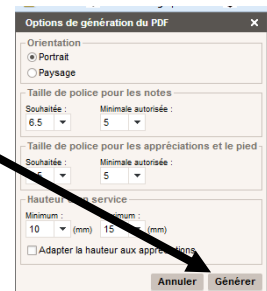 Options de génération du PDF
Orientation
Portrait
Paysage
Taille de police pour les notes
Souhaitée : Minimale autorisée :
6.5 5
Taille de police pour les appréciations et le pied
Souhaitée : Minimale autorisée :
5 5
Hauteur service
Minimum :
10 (mm) 15 (mm)
Adapter la hauteur aux appréciations
Annuler Générer